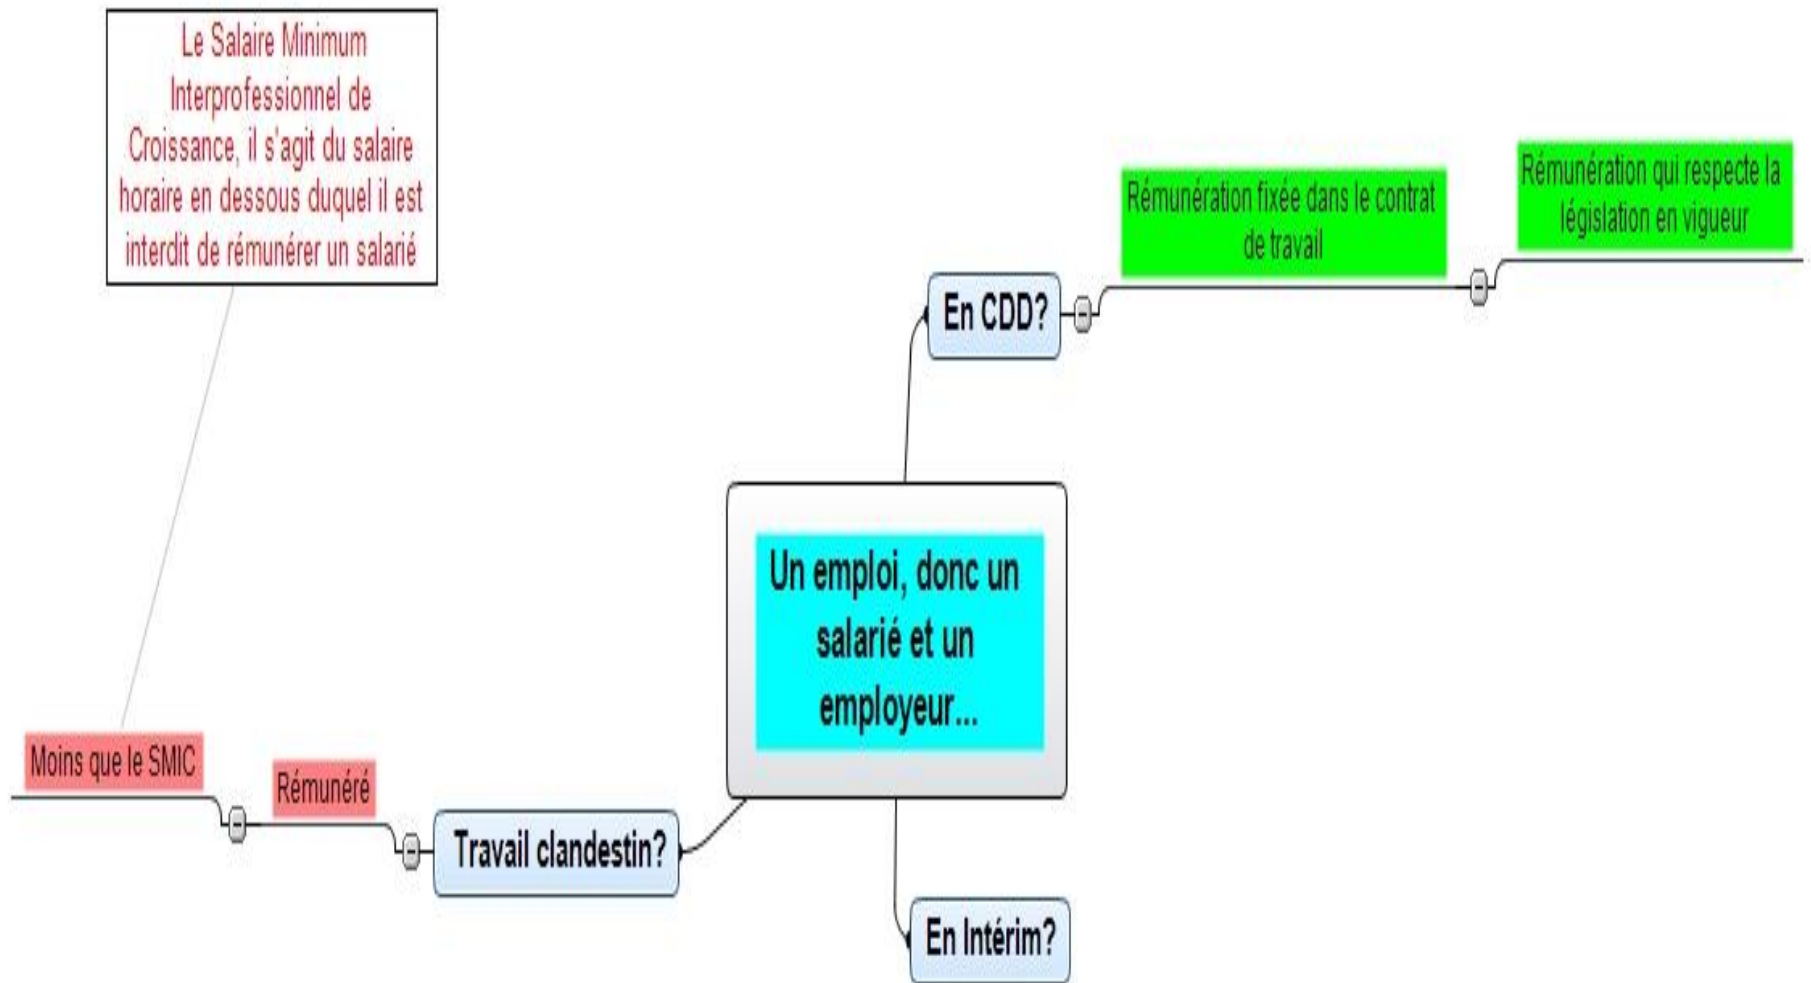 Le Salaire Minimum
Interprofessionnel de
Croissance, il s'agit du salaire
horaire en dessous duquel il est
interdit de rémunérer un salarié
Rémunération fixée dans le contrat
de travail
Rémunération qui respecte la
législation en vigueur
En CDD?
Un emploi, donc un
salarié et un
employeur...
Moins que le SMIC
Rémunéré
Travail clandestin?
En Intérim?